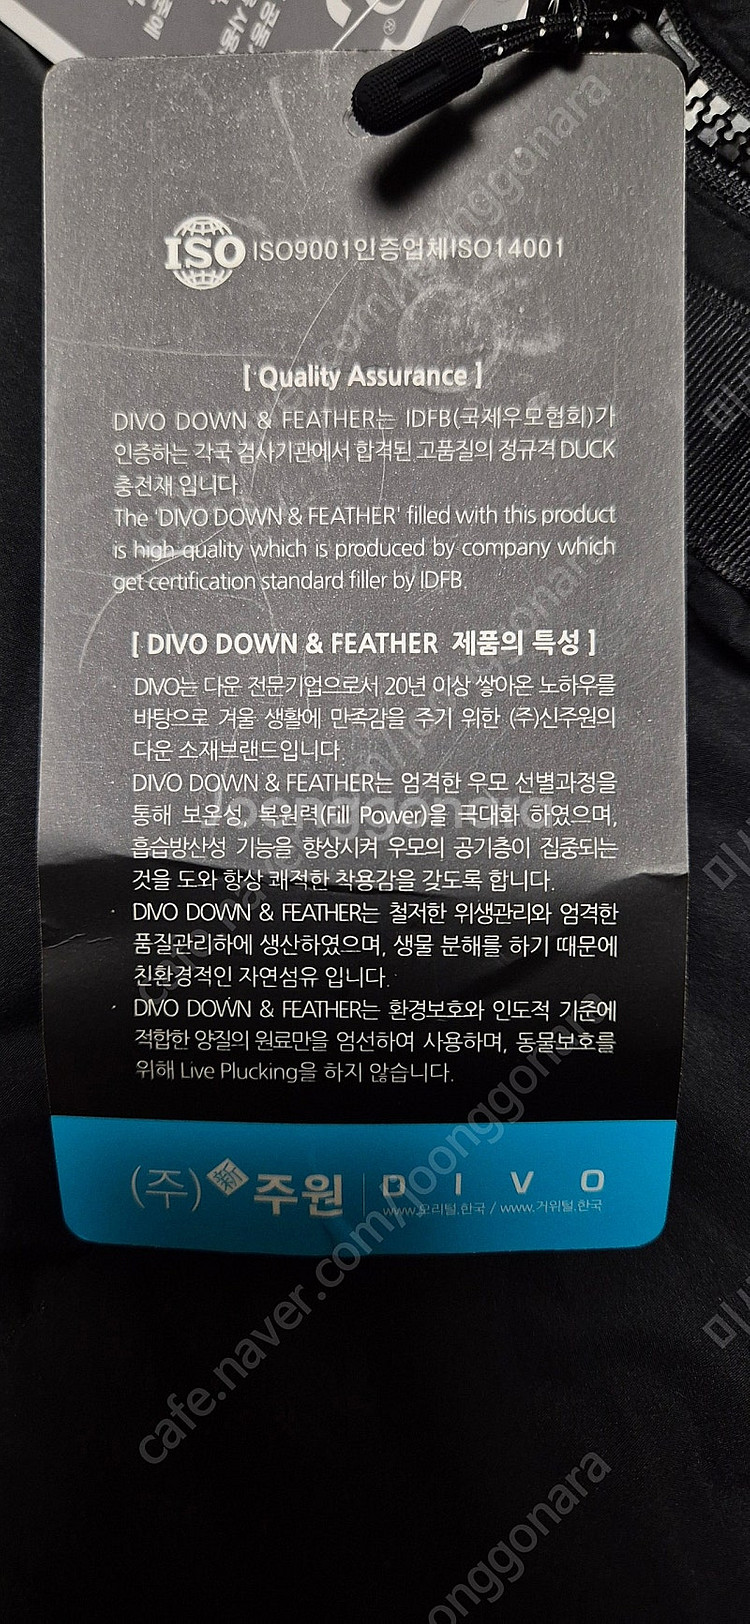 ISO ISO9001인증업체ISO14001
[ Quality Assurance ]
DIVO DOWN & FEATHER는 IDFB(국제우모협회)가
인증하는 각국 검사기관에서 합격된 고품질의 정규격 DUCK
충전재 입니다.
The 'DIVO DOWN & FEATHER' filled with this product
is high quality which is produced by company which
get certification standard filler by IDFB.
[ DIVO DOWN & FEATHER 제품의 특성 ]
· DIVO는 다운 전문기업으로서 20년 이상 쌓아온 노하우를
바탕으로 겨울 생활에 만족감을 주기 위한 (주)신주원의
다운 소재브랜드입니다.
· DIVO DOWN & FEATHER는 엄격한 우모 선별과정을
통해 보온성, 복원력(Fill Power)을 극대화 하였으며,
흡습방산성 기능을 향상시켜 우모의 공기층이 집중되는
것을 도와 항상 쾌적한 착용감을 갖도록 합니다.
· DIVO DOWN & FEATHER는 철저한 위생관리와 엄격한
품질관리하에 생산하였으며, 생물 분해를 하기 때문에
친환경적인 자연섬유 입니다.
· DIVO DOWN & FEATHER는 환경보호와 인도적 기준에
적합한 양질의 원료만을 엄선하여 사용하며, 동물보호를
위해 Live Plucking을 하지 않습니다.
(주)新주원 DIVO
www.오리털.한국 / www.거위털.한국
cafe.naver.com/joonggonara